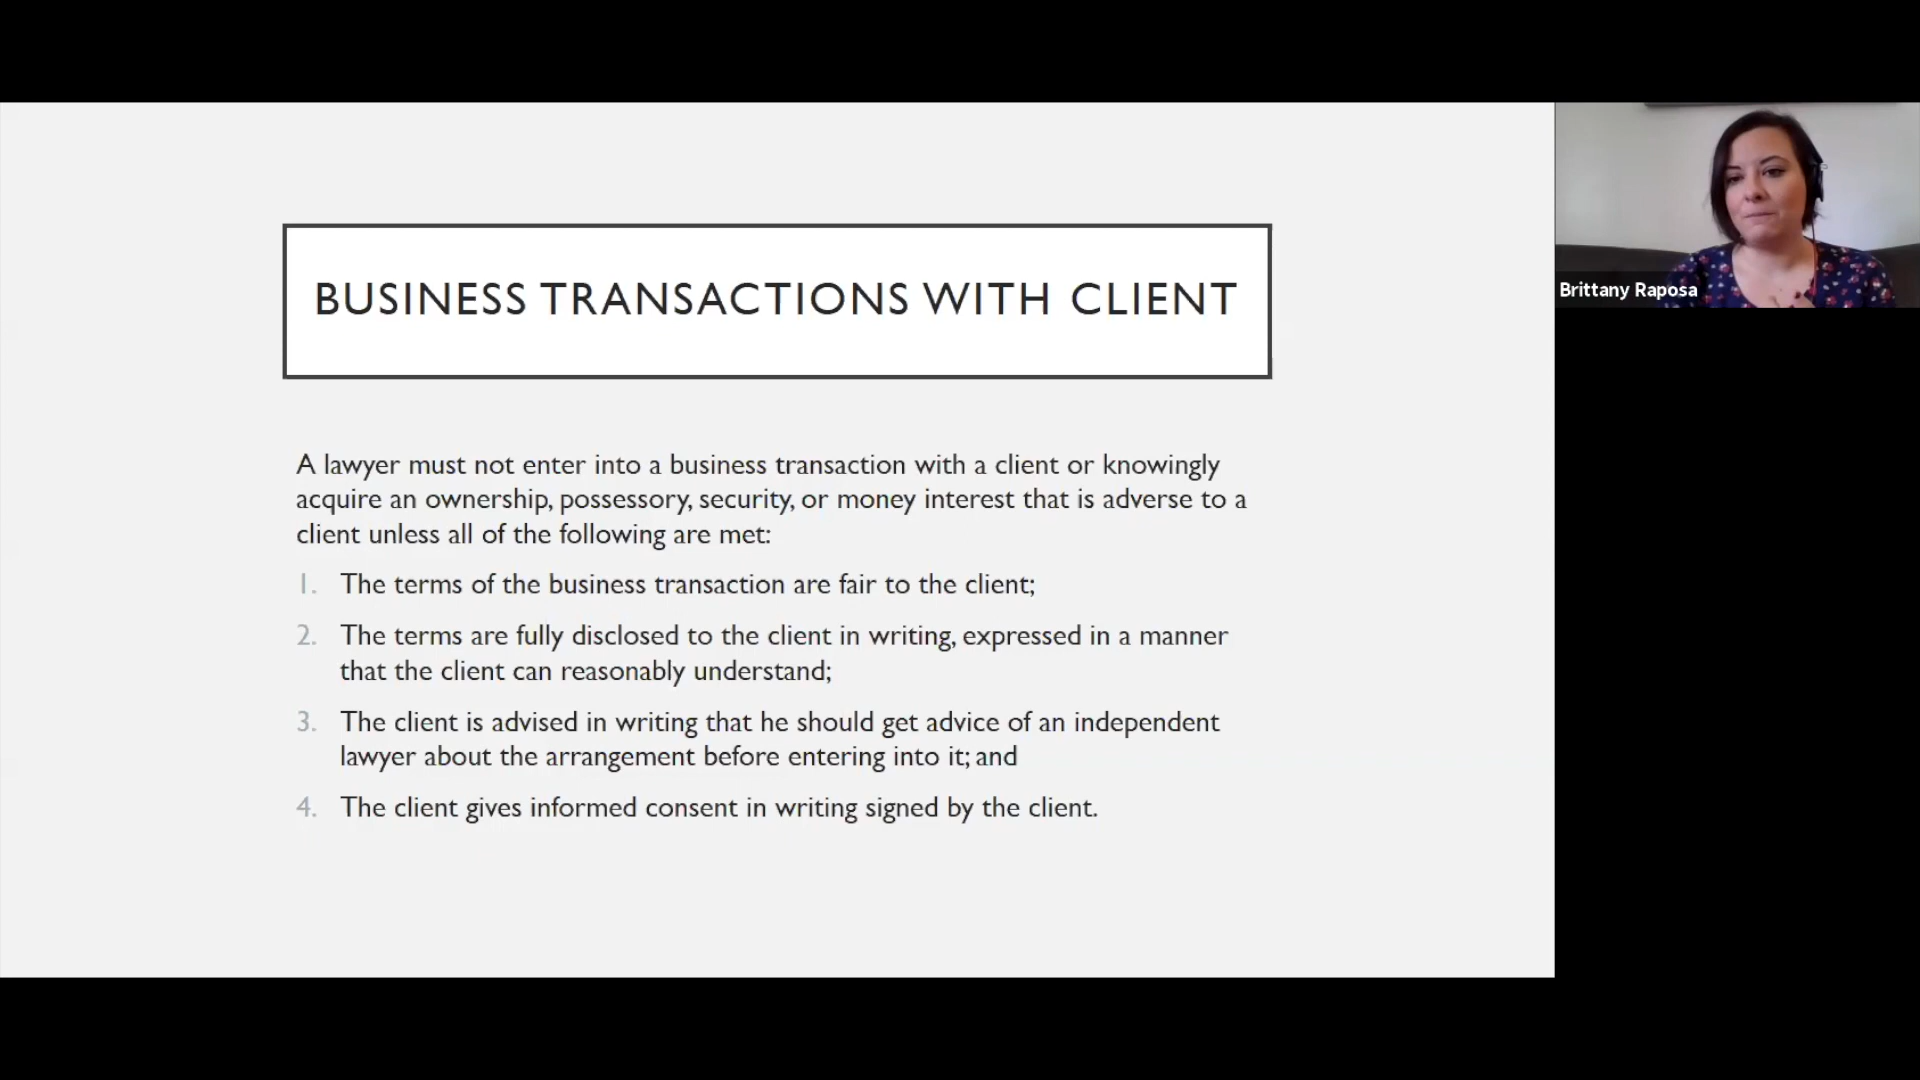 BUSINESS TRANSACTIONS WITH CLIENT
A lawyer must not enter into a business transaction with a client or knowingly
acquire an ownership, possessory, security, or money interest that is adverse to a
client unless all of the following are met:
1. The terms of the business transaction are fair to the client;
2. The terms are fully disclosed to the client in writing, expressed in a manner
that the client can reasonably understand;
3. The client is advised in writing that he should get advice of an independent
lawyer about the arrangement before entering into it; and
4. The client gives informed consent in writing signed by the client.
Brittany Raposa